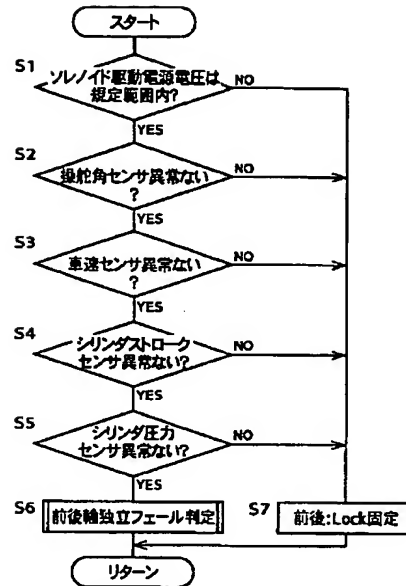 スタート
S1
ソレノイド駆動電源電圧は
規定範囲内?
NO
YES
S2
操舵角センサ異常ない
?
NO
YES
S3
車速センサ異常ない
?
NO
YES
S4
シリンダストローク
センサ異常ない?
NO
YES
S5
シリンダ圧力
センサ異常ない?
NO
YES
S6
前後輪独立フェール判定
S7
前後:Lock固定
リターン